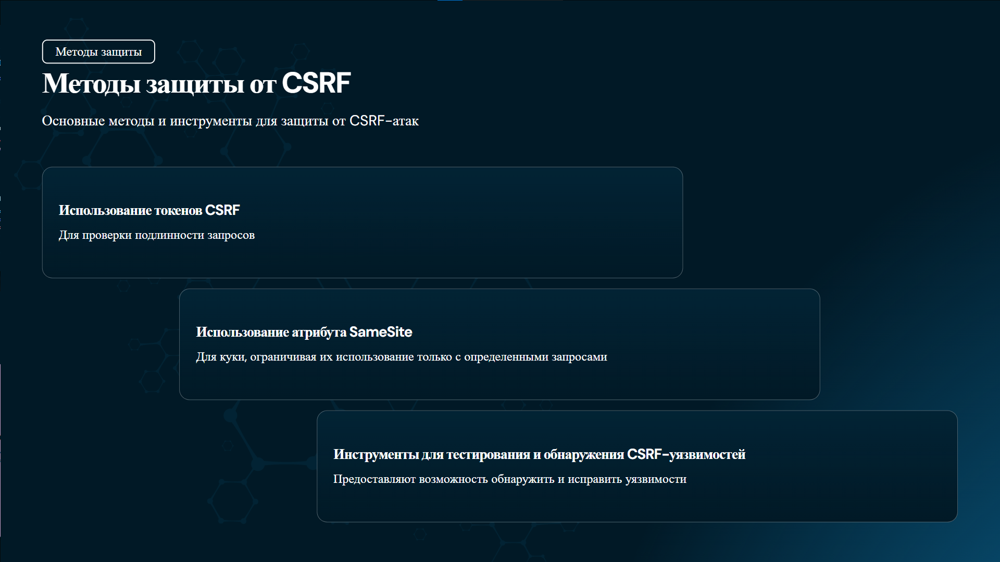 Методы защиты
Методы защиты от CSRF
Основные методы и инструменты для защиты от CSRF-атак
Использование токенов CSRF
Для проверки подлинности запросов
Использование атрибута SameSite
Для куки, ограничивая их использование только с определенными запросами
Инструменты для тестирования и обнаружения CSRF-уязвимостей
Предоставляют возможность обнаружить и исправить уязвимости